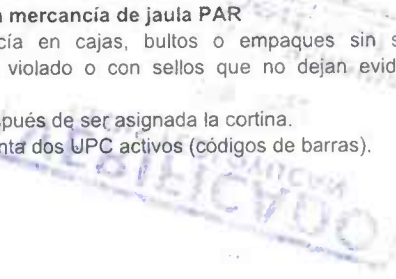 mercancía de jaula PAR
cía en cajas, bultos o empaques sin s
violado o con sellos que no dejan evid
spués de ser asignada la cortina.
nta dos UPC activos (códigos de barras).